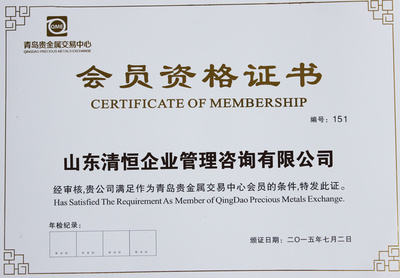 QME
青岛贵金属交易中心
QINGDAO PRECIOUS METALS EXCHANGE
会员资格证书
CERTIFICATE OF MEMBERSHIP
编号：151
山东清恒企业管理咨询有限公司
经审核,贵公司满足作为青岛贵金属交易中心会员的条件,特发此证。
Has Satisfied The Requirement As Member of QingDao Precious Metals Exchange.
年检纪录：
颁证日期：二〇一五年七月二日